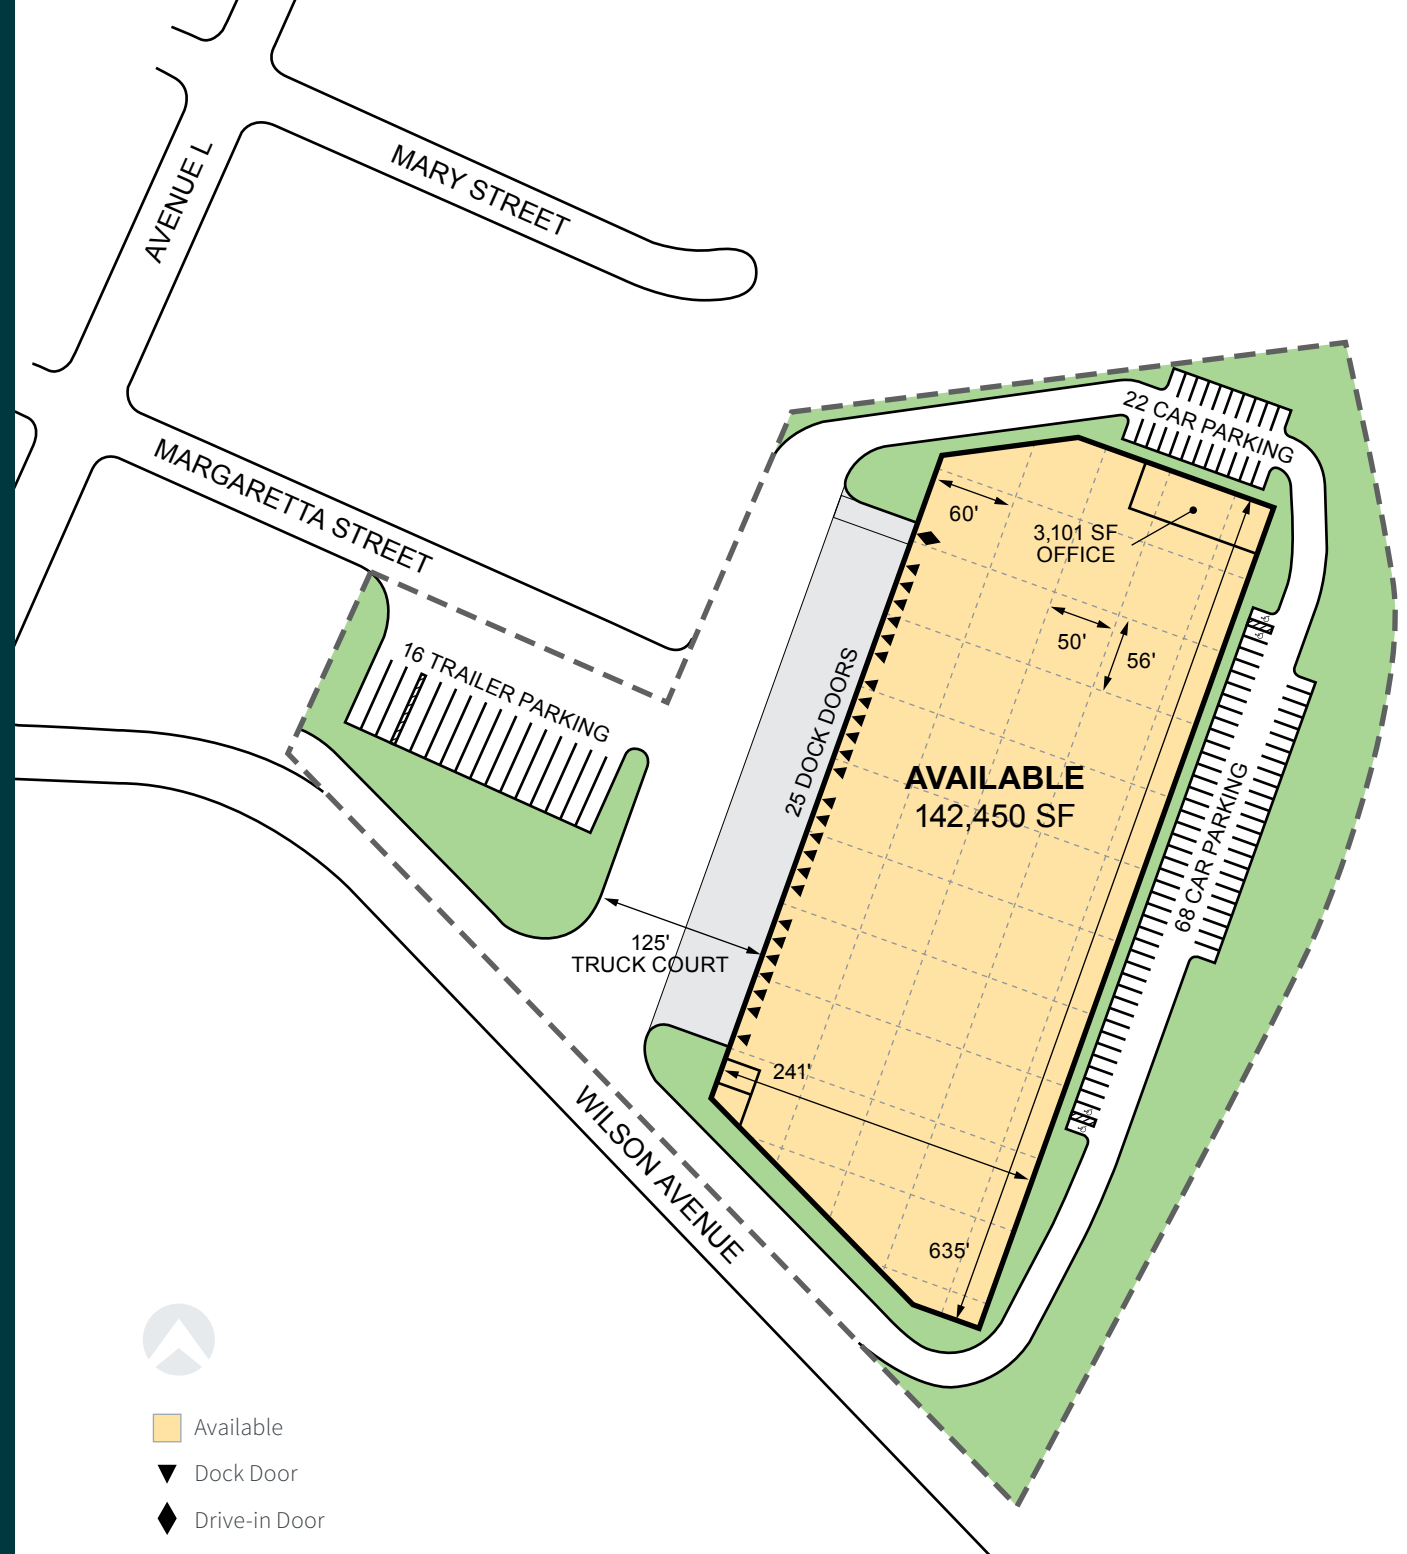 AVENUE L
MARY STREET
MARGARETTA STREET
22 CAR PARKING
60'
3,101 SF
OFFICE
50'
56'
16 TRAILER PARKING
25 DOCK DOORS
AVAILABLE
142,450 SF
68 CAR PARKING
125'
TRUCK COURT
241'
WILSON AVENUE
635'
Available
Dock Door
Drive-in Door